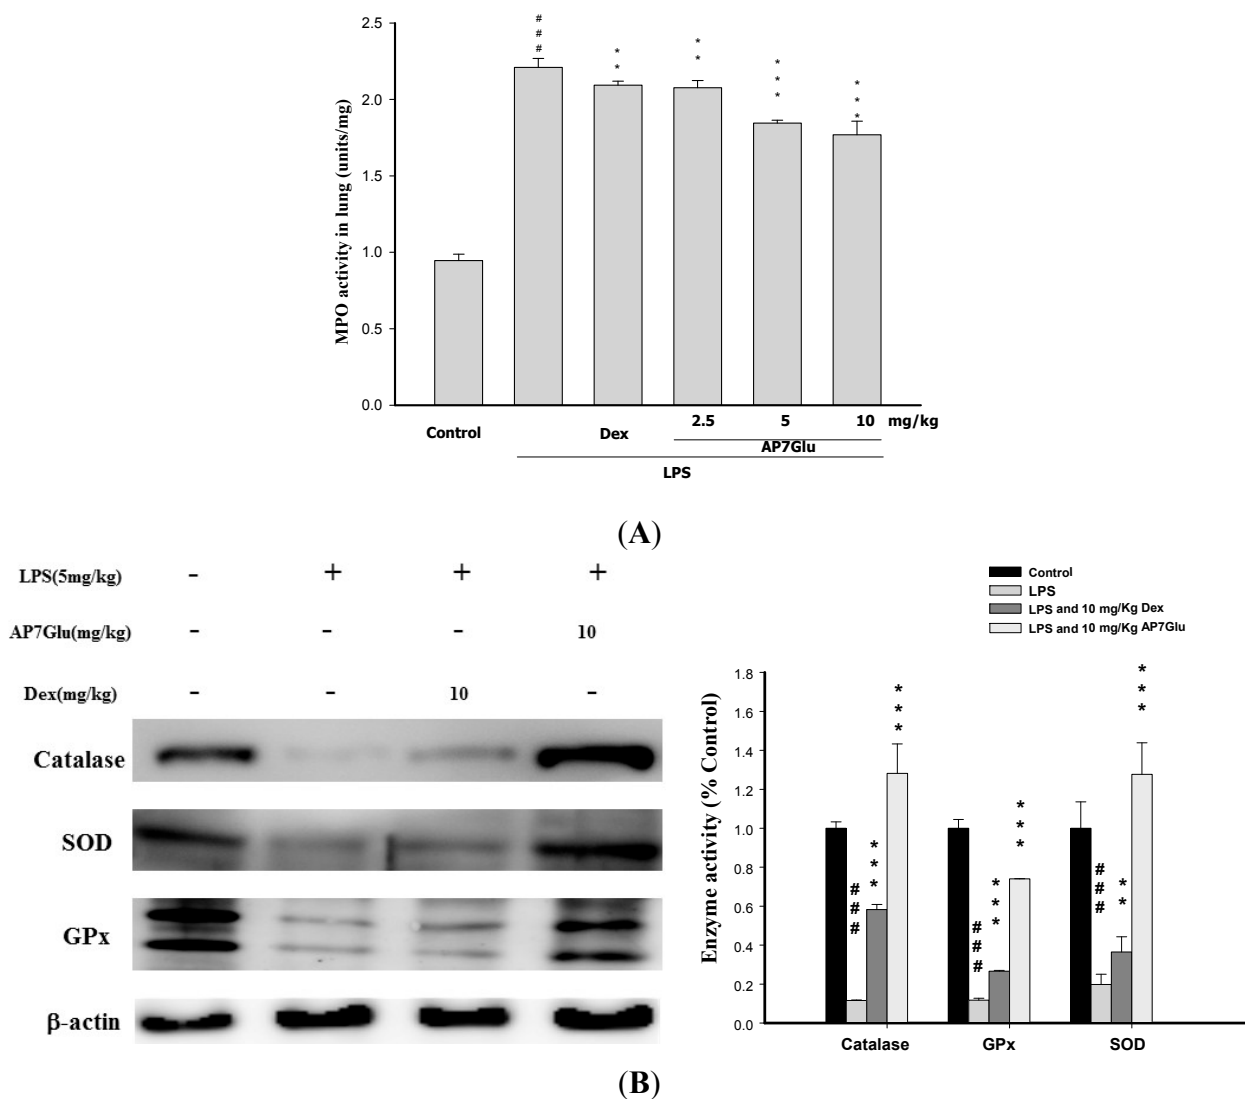 MPO activity in lung (units/mg)
2.5
2.0
1.5
1.0
0.5
0.0
#
#
#
* *
* *
* * *
* * *
Control
Dex
2.5 5 10 mg/kg
AP7Glu
LPS
(A)
LPS(5mg/kg) - + + +
AP7Glu(mg/kg) - - - 10
Dex(mg/kg) - - 10 -
Catalase
SOD
GPx
β-actin
Control
LPS
LPS and 10 mg/Kg Dex
LPS and 10 mg/Kg AP7Glu
Enzyme activity (% Control)
1.8
1.6
1.4
1.2
1.0
0.8
0.6
0.4
0.2
0.0
###
***
***
###
***
***
###
**
***
Catalase GPx SOD
(B)